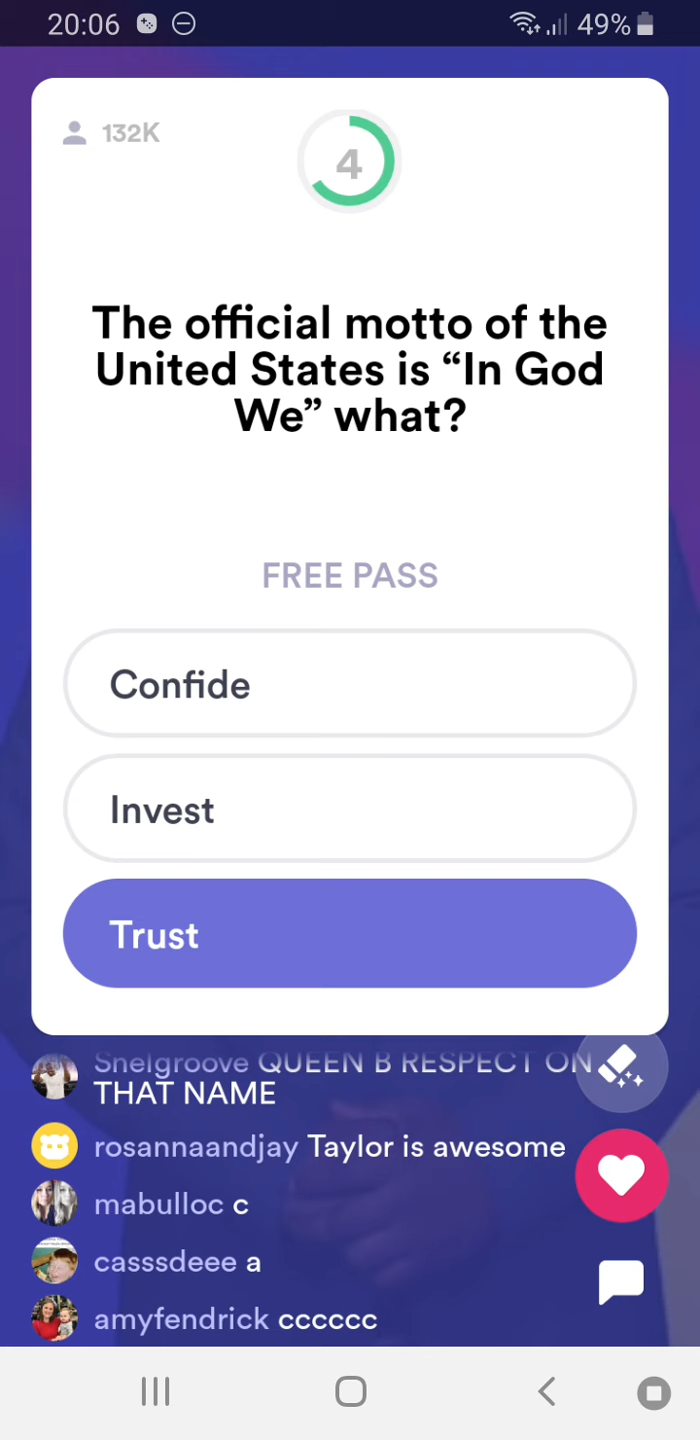 20:06
49%
132K
4
The official motto of the
United States is “In God
We” what?
FREE PASS
Confide
Invest
Trust
Snelgroove QUEEN B RESPECT ON
THAT NAME
rosannaandjay Taylor is awesome
mabulloc c
casssdeee a
amyfendrick cccccc